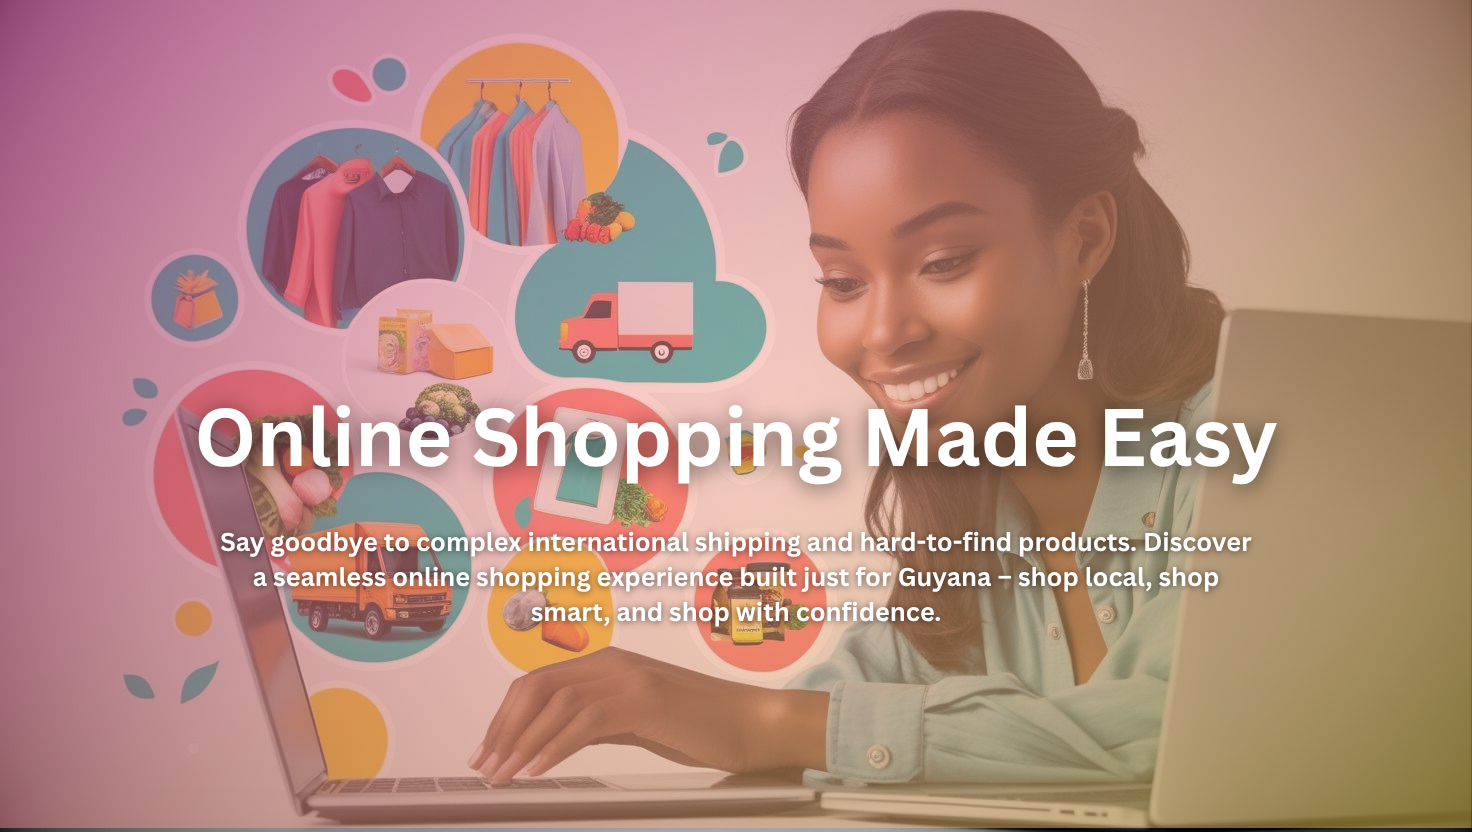 Online Shopping Made Easy
Say goodbye to complex international shipping and hard-to-find products. Discover
a seamless online shopping experience built just for Guyana – shop local, shop
smart, and shop with confidence.